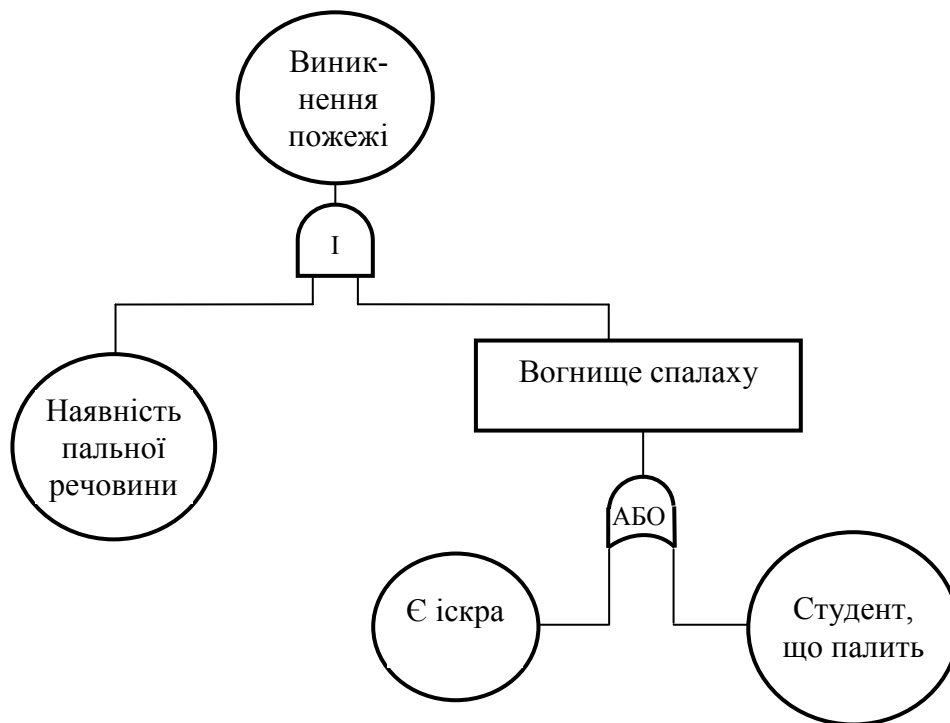 Виник-
нення
пожежі
І
Вогнище спалаху
Наявність
пальної
речовини
АБО
Є іскра
Студент,
що палить